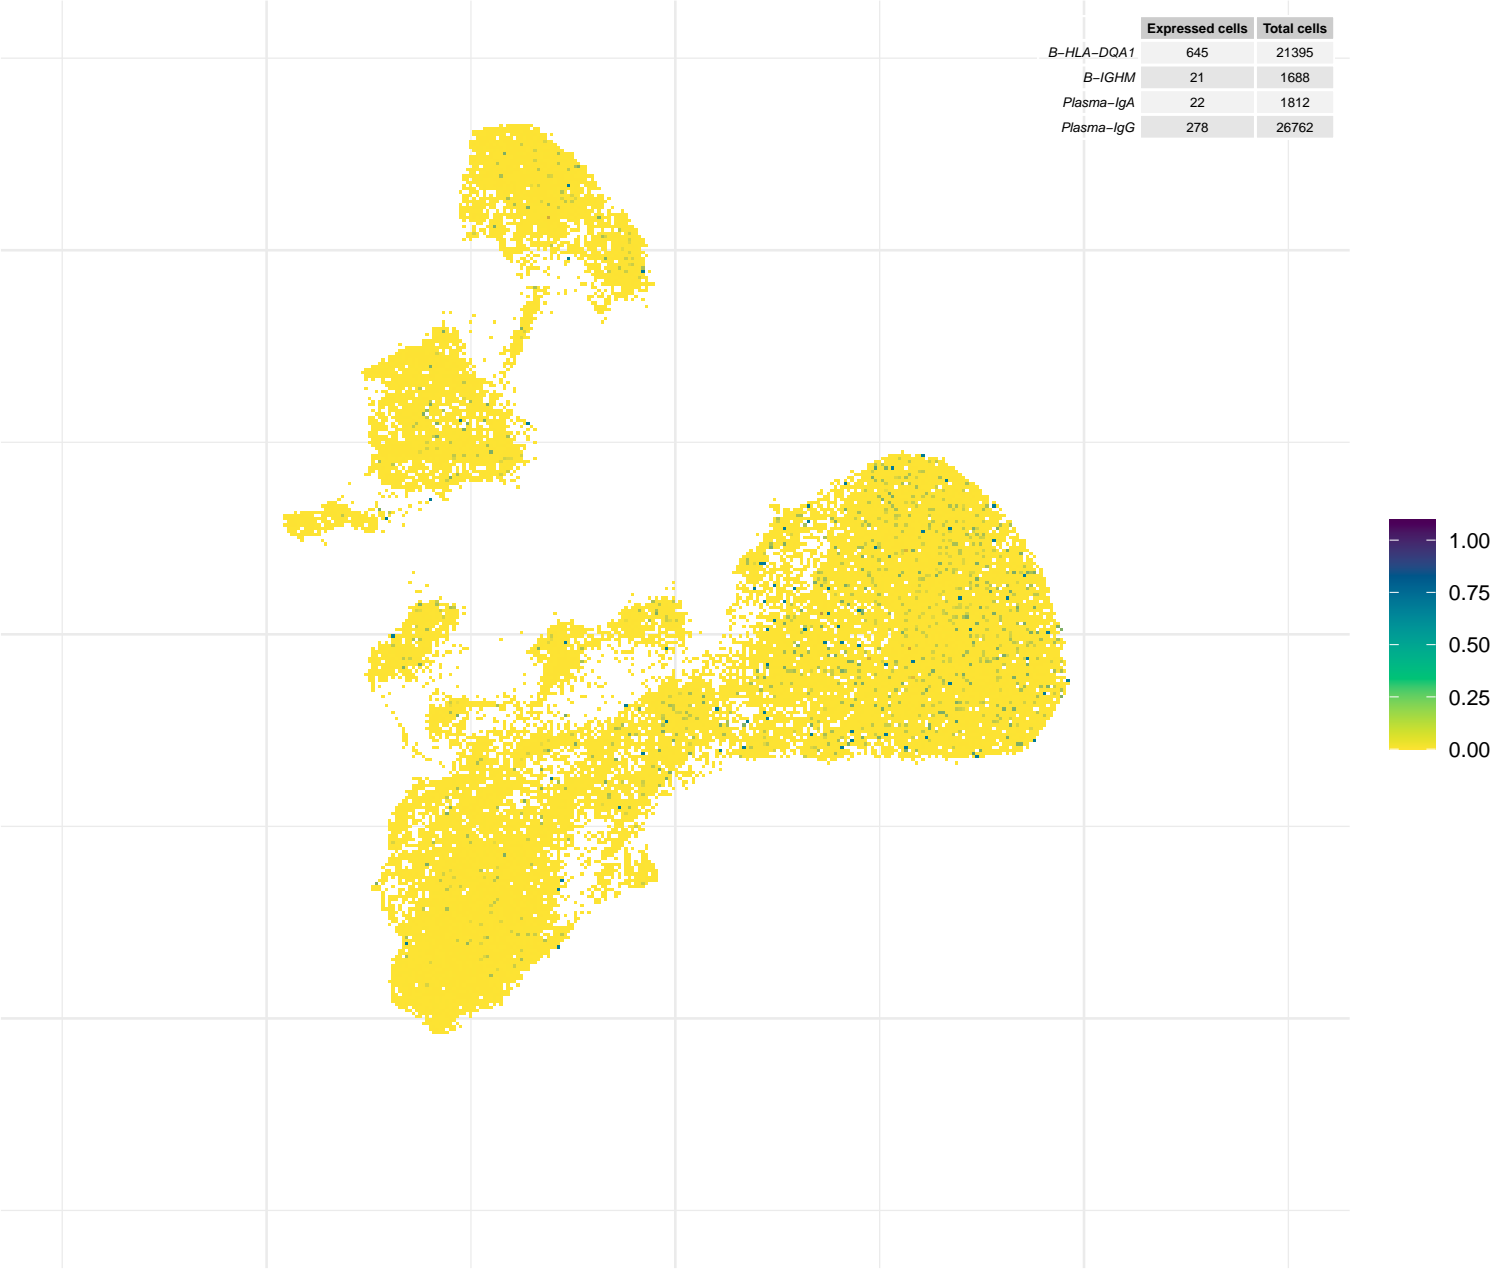 Expressed cells Total cells
B−HLA−DQA1 645 21395
B−IGHM 21 1688
Plasma−IgA 22 1812
Plasma−IgG 278 26762
1.00
0.75
0.50
0.25
0.00